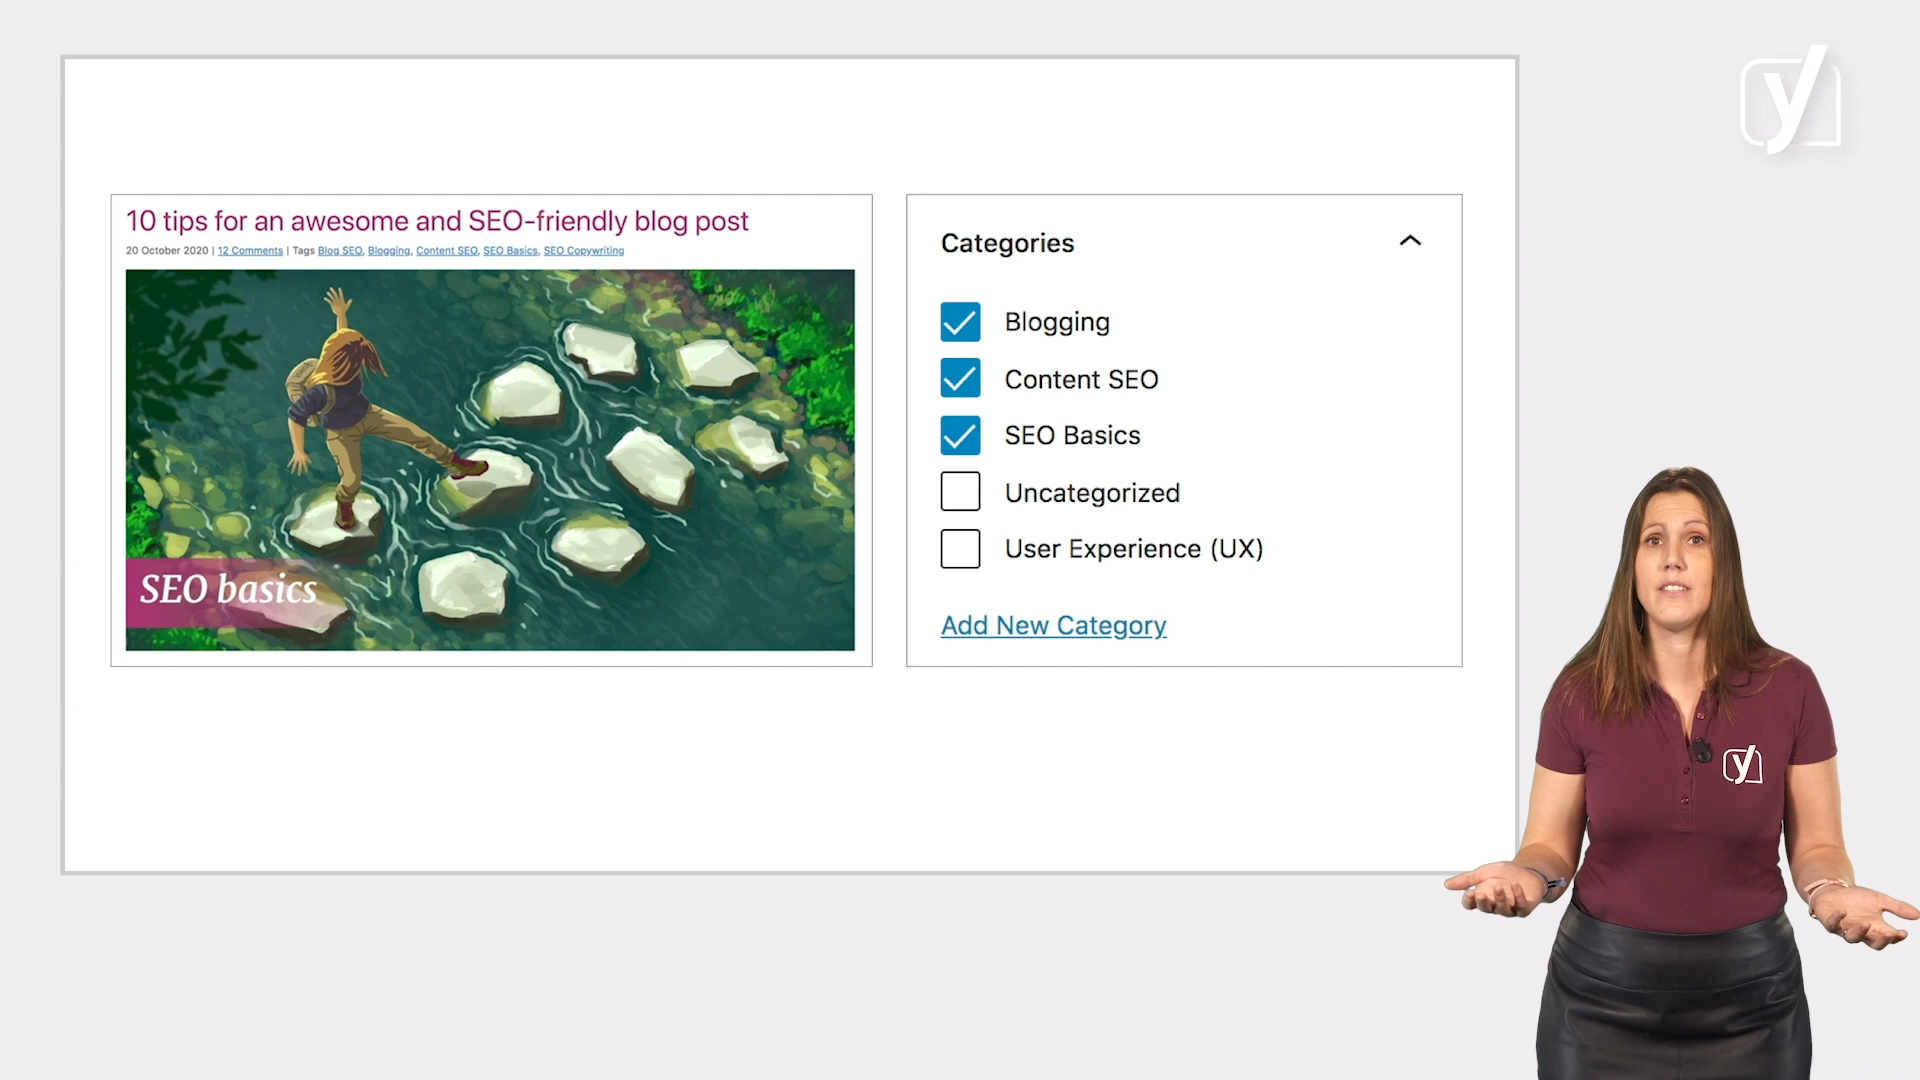 10 tips for an awesome and SEO-friendly blog post
20 October 2020 | 12 Comments | Tags Blog SEO, Blogging, Content SEO, SEO Basics, SEO Copywriting
SEO basics
Categories
Blogging
Content SEO
SEO Basics
Uncategorized
User Experience (UX)
Add New Category
y
y